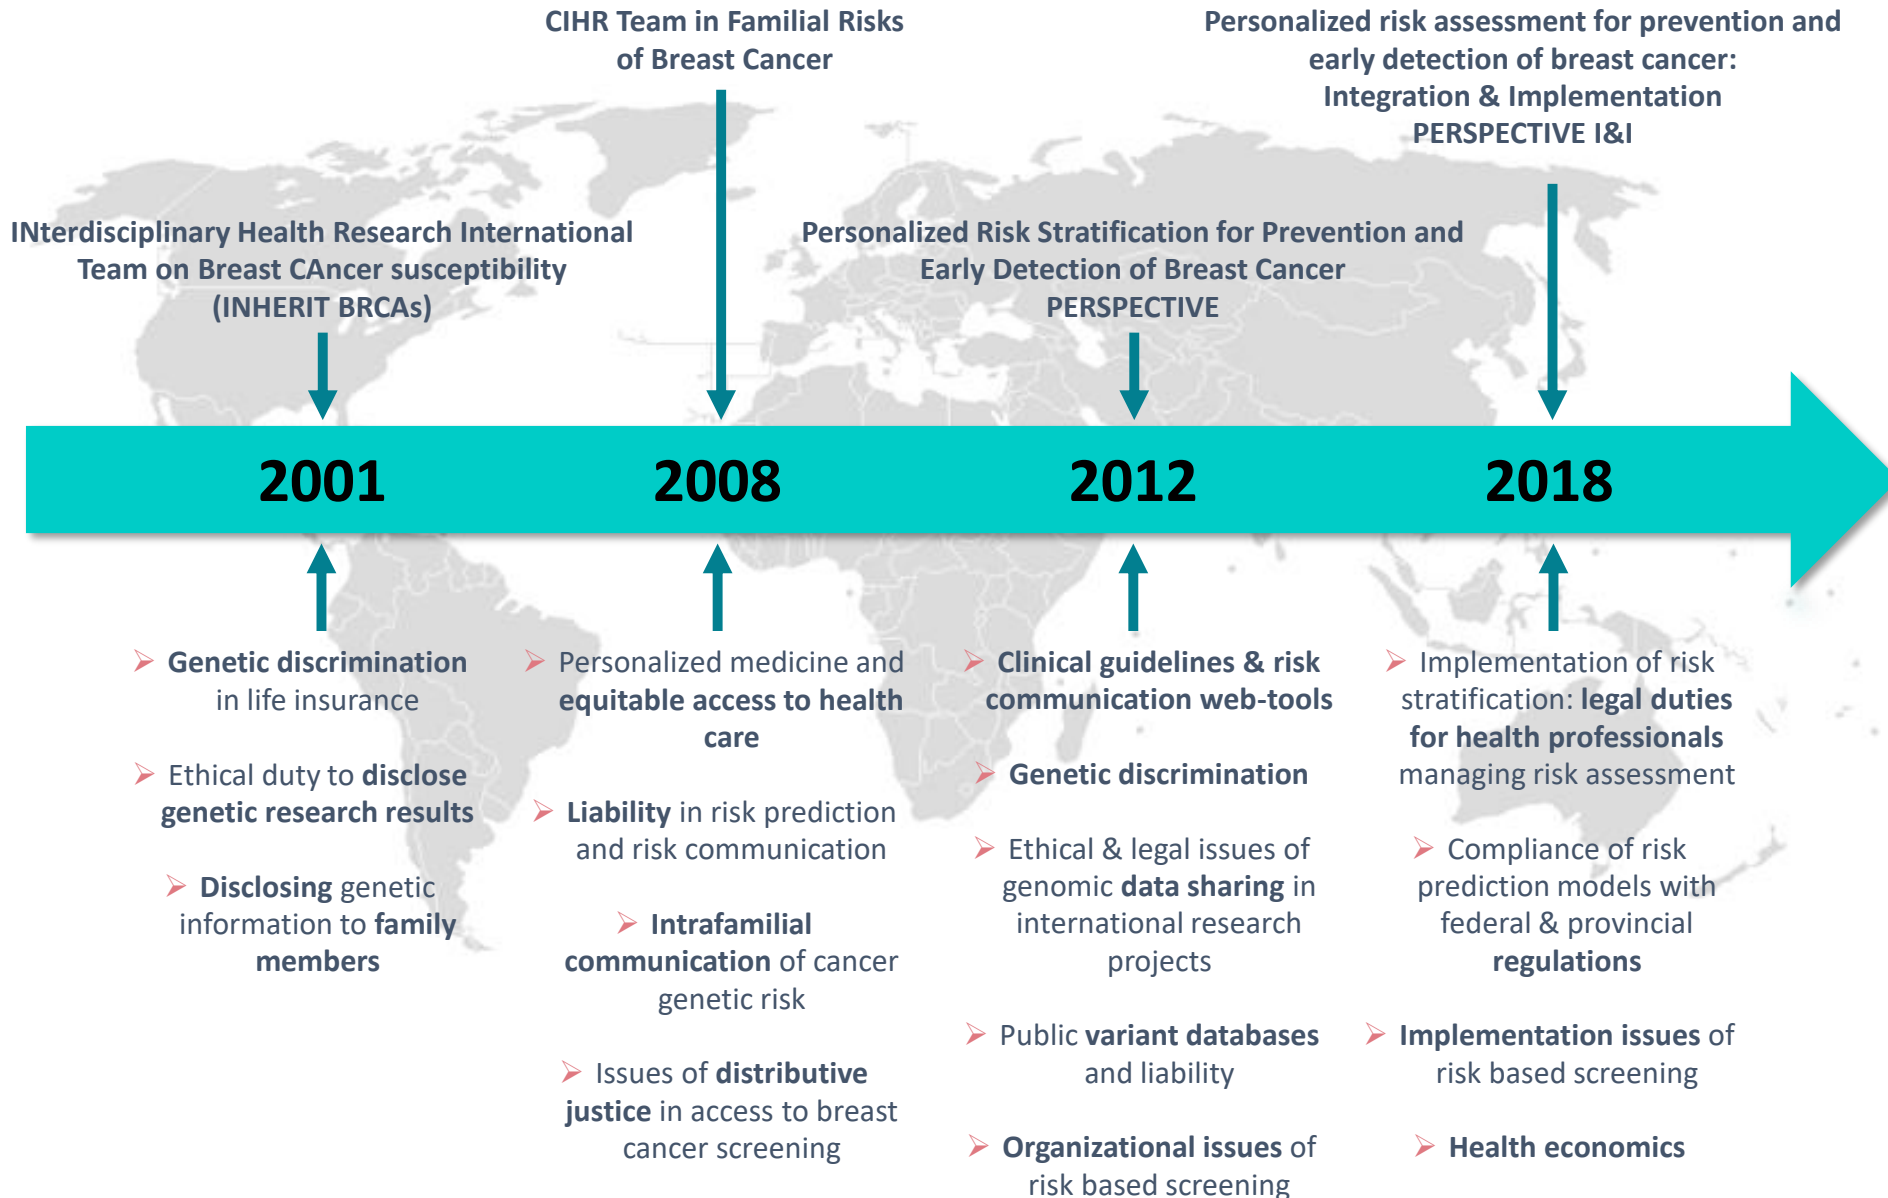 CIHR Team in Familial Risks
of Breast Cancer
Personalized risk assessment for prevention and
early detection of breast cancer:
Integration & Implementation
PERSPECTIVE I&I
INterdisciplinary Health Research International
Team on Breast CAncer susceptibility
(INHERIT BRCAs)
Personalized Risk Stratification for Prevention and
Early Detection of Breast Cancer
PERSPECTIVE
2001
2008
2012
2018
Genetic discrimination
in life insurance
Ethical duty to disclose
genetic research results
Disclosing genetic
information to family
members
Personalized medicine and
equitable access to health
care
Liability in risk prediction
and risk communication
Intrafamilial
communication of cancer
genetic risk
Issues of distributive
justice in access to breast
cancer screening
Clinical guidelines & risk
communication web-tools
Genetic discrimination
Ethical & legal issues of
genomic data sharing in
international research
projects
Public variant databases
and liability
Organizational issues of
risk based screening
Implementation of risk
stratification: legal duties
for health professionals
managing risk assessment
Compliance of risk
prediction models with
federal & provincial
regulations
Implementation issues of
risk based screening
Health economics